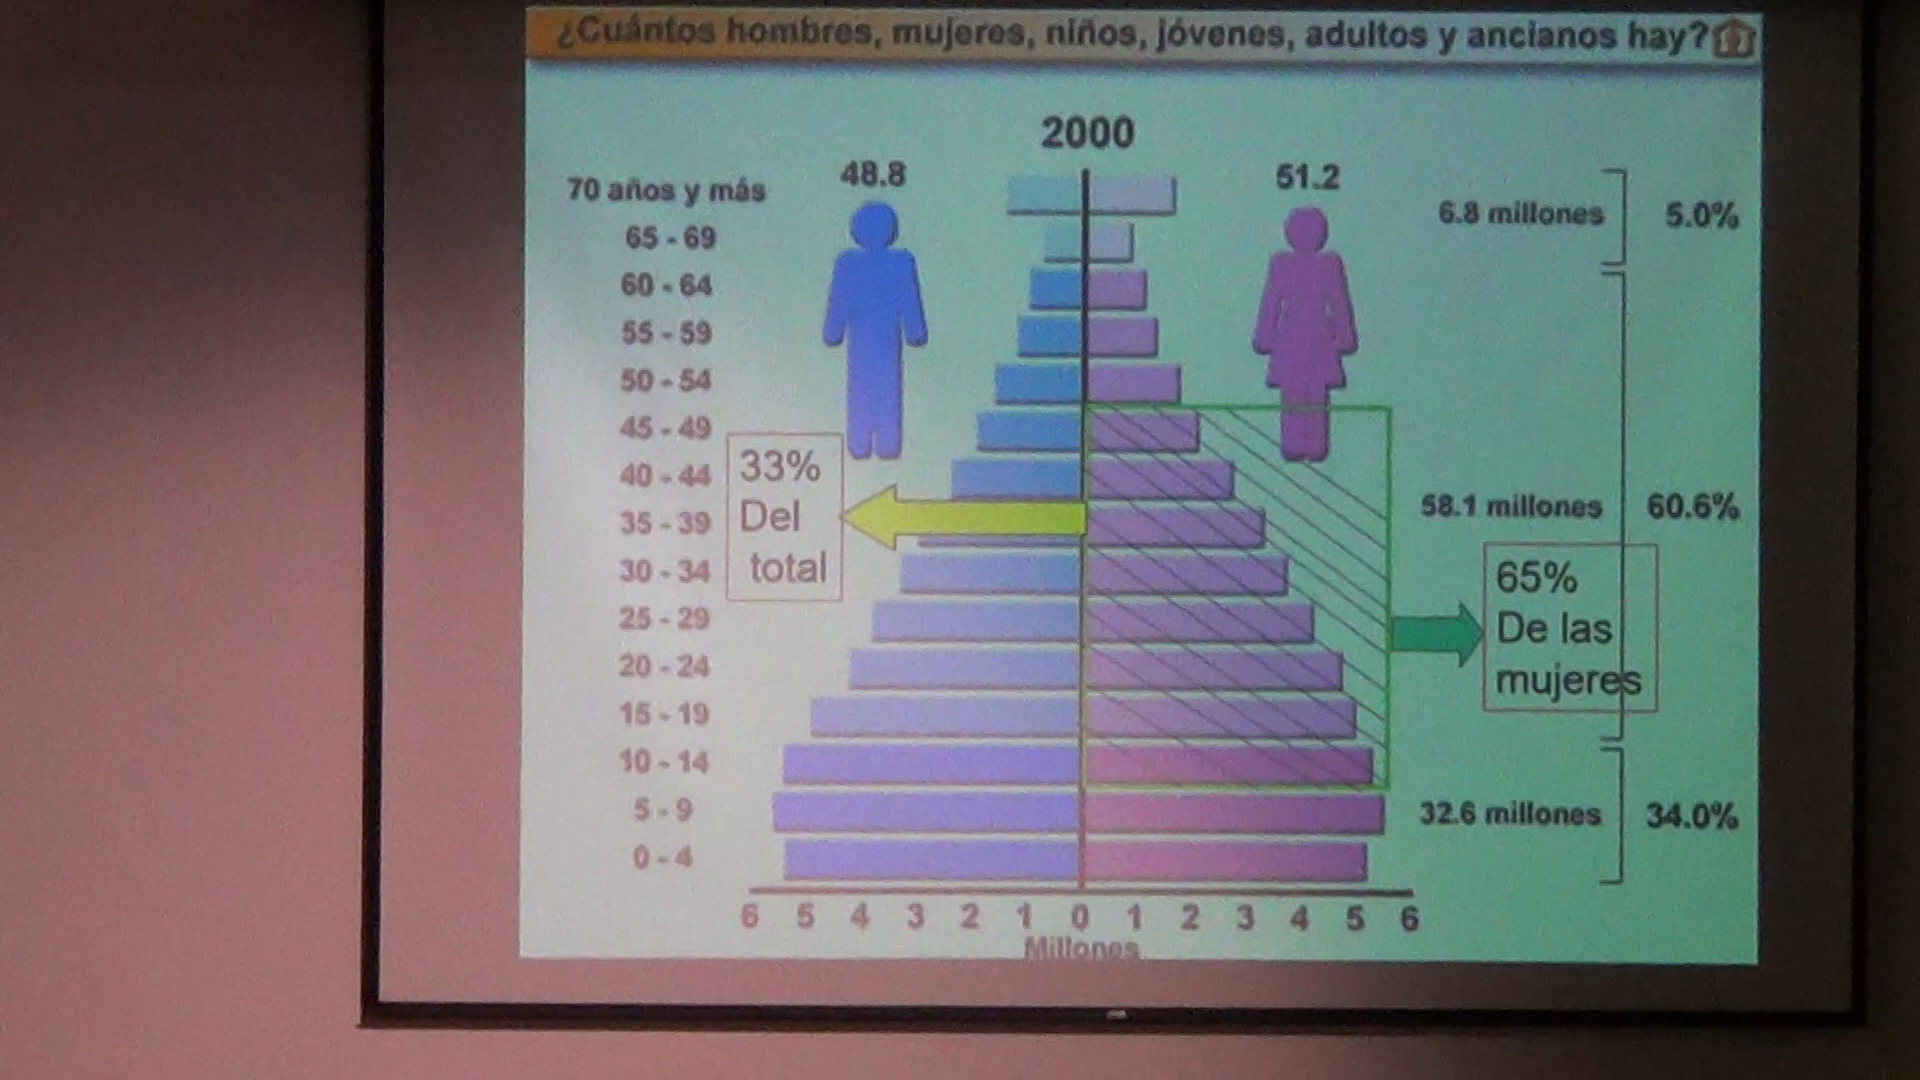 ¿Cuántos hombres, mujeres, niños, jóvenes, adultos y ancianos hay?
2000
48.8
51.2
70 años y más
65 - 69
60 - 64
55 - 59
50 - 54
45 - 49
40 - 44
35 - 39
30 - 34
25 - 29
20 - 24
15 - 19
10 - 14
5 - 9
0 - 4
33%
Del
total
6.8 millones 5.0%
58.1 millones 60.6%
65%
De las
mujeres
32.6 millones 34.0%
6 5 4 3 2 1 0 1 2 3 4 5 6
Millones